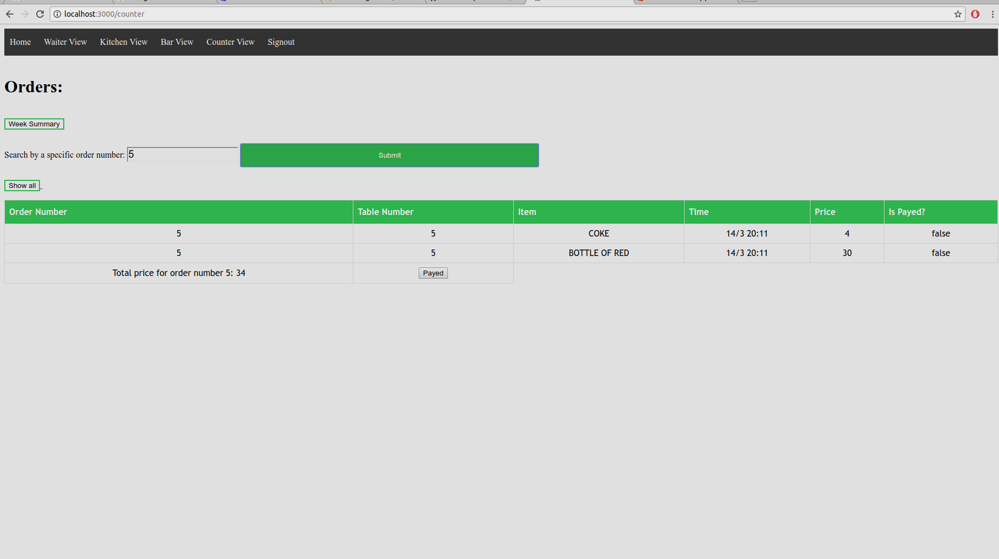 localhost:3000/counter
Home Waiter View Kitchen View Bar View Counter View Signout
Orders:
Week Summary
Search by a specific order number: 5 Submit
Show all
Order Number Table Number Item Time Price Is Payed?
5 5 COKE 14/3 20:11 4 false
5 5 BOTTLE OF RED 14/3 20:11 30 false
Total price for order number 5: 34 Payed